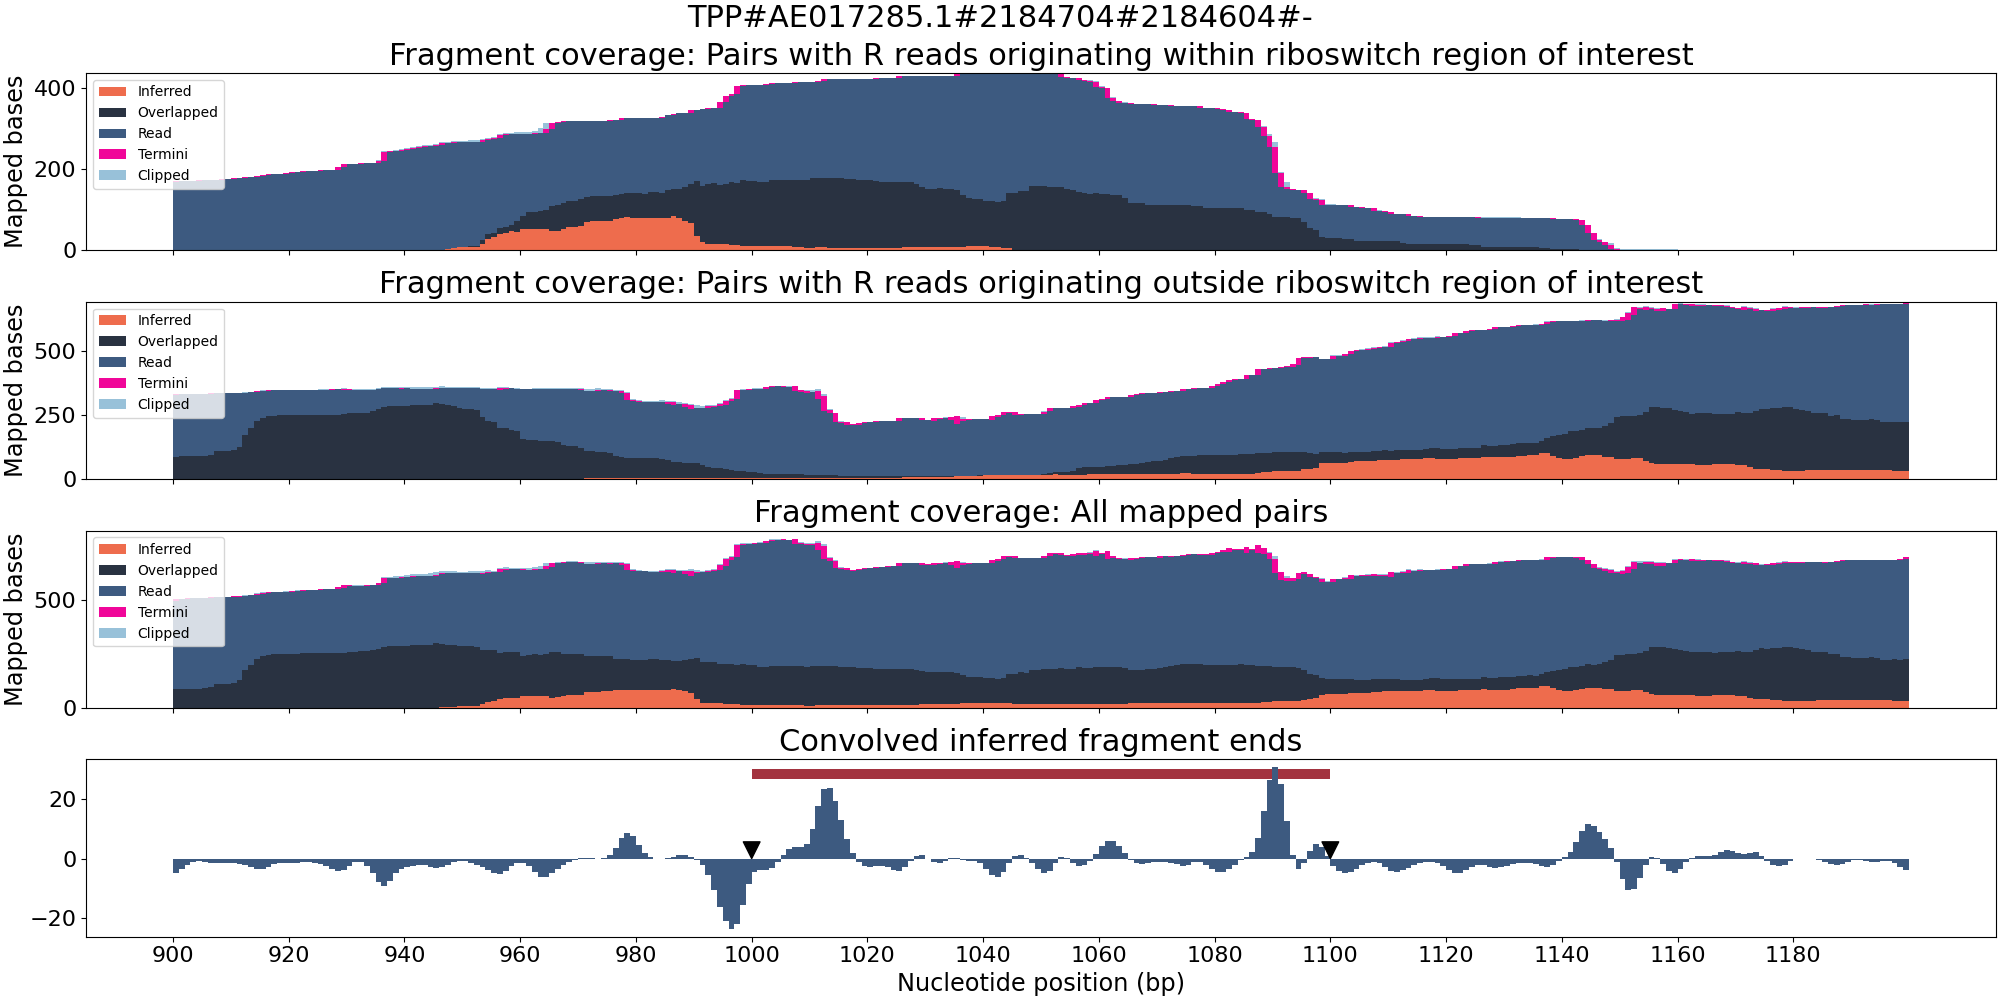 TPP#AE017285.1#2184704#2184604#-
Fragment coverage: Pairs with R reads originating within riboswitch region of interest
Mapped bases
400
200
0
Inferred
Overlapped
Read
Termini
Clipped
Fragment coverage: Pairs with R reads originating outside riboswitch region of interest
Mapped bases
500
250
0
Inferred
Overlapped
Read
Termini
Clipped
Fragment coverage: All mapped pairs
Mapped bases
500
0
Inferred
Overlapped
Read
Termini
Clipped
Convolved inferred fragment ends
20
0
−20
900 920 940 960 980 1000 1020 1040 1060 1080 1100 1120 1140 1160 1180
Nucleotide position (bp)